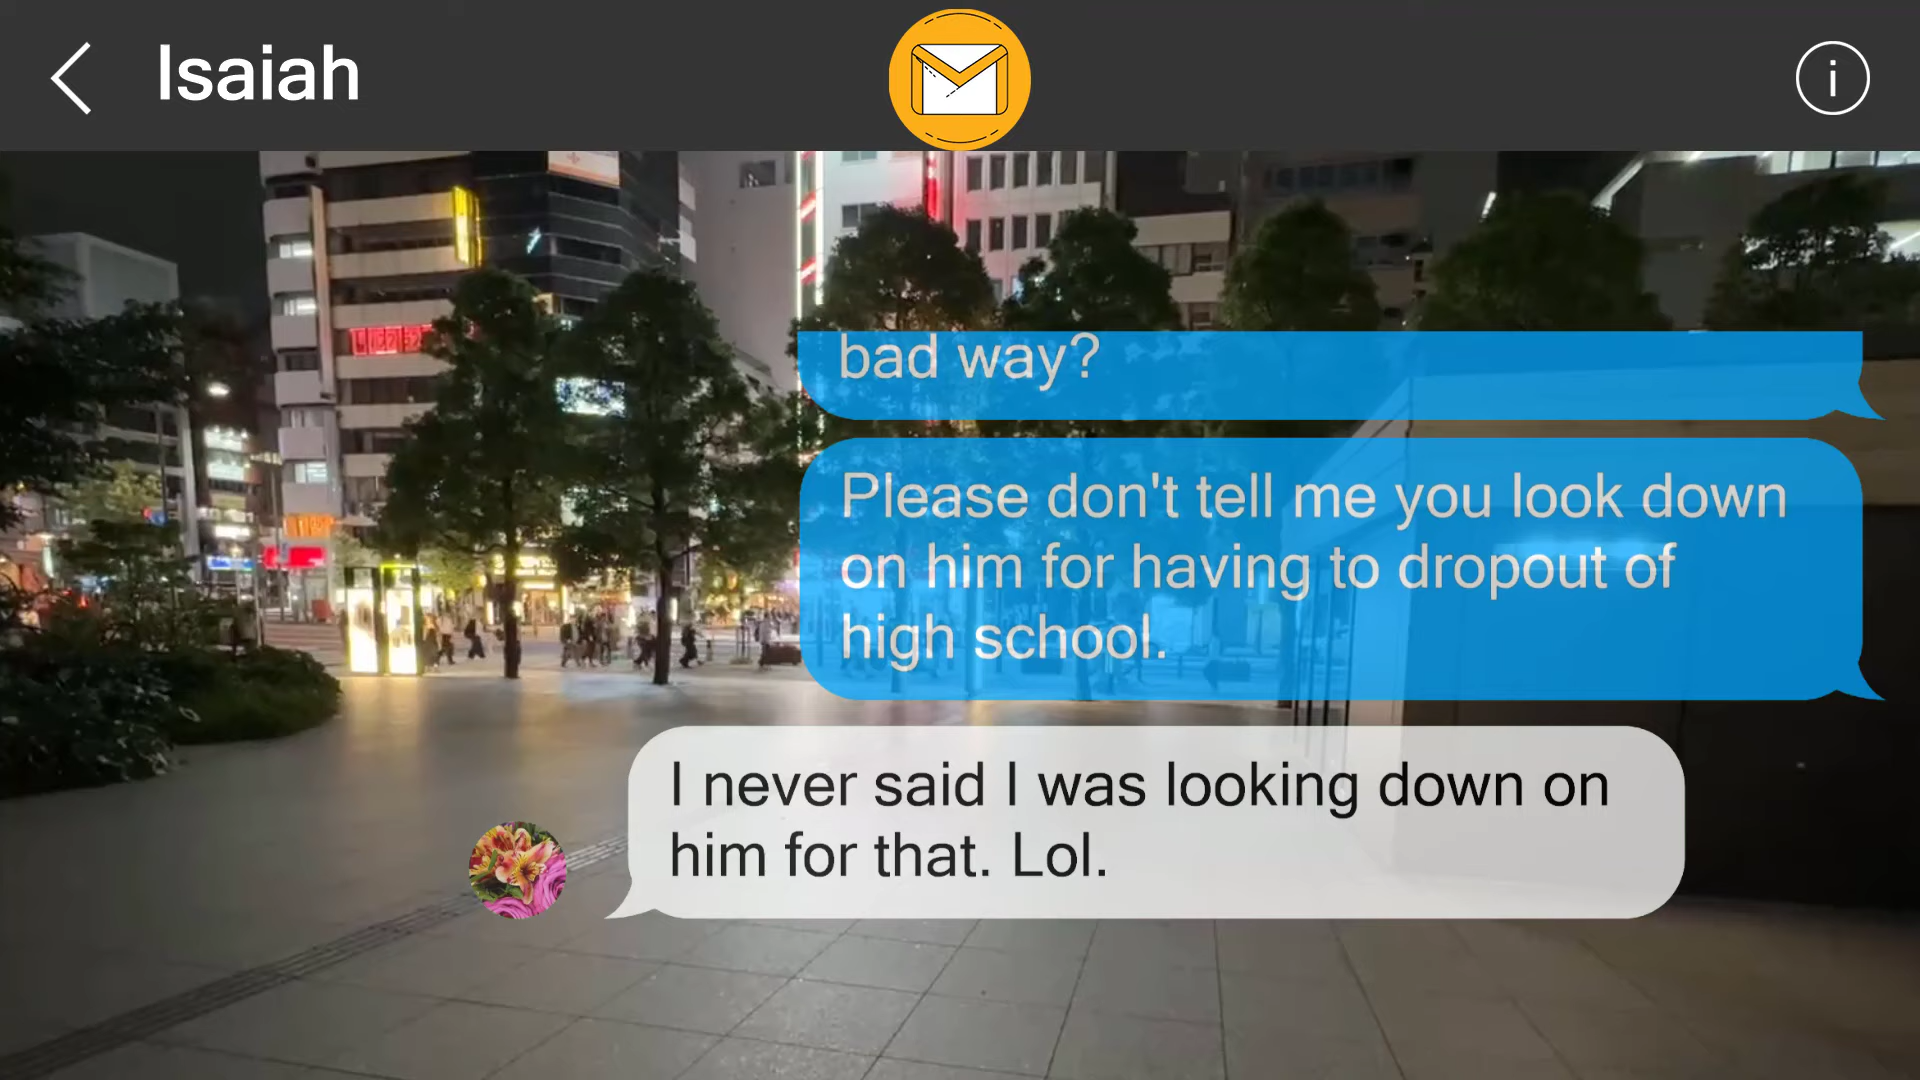 Isaiah
bad way?
Please don't tell me you look down
on him for having to dropout of
high school.
I never said I was looking down on
him for that. Lol.